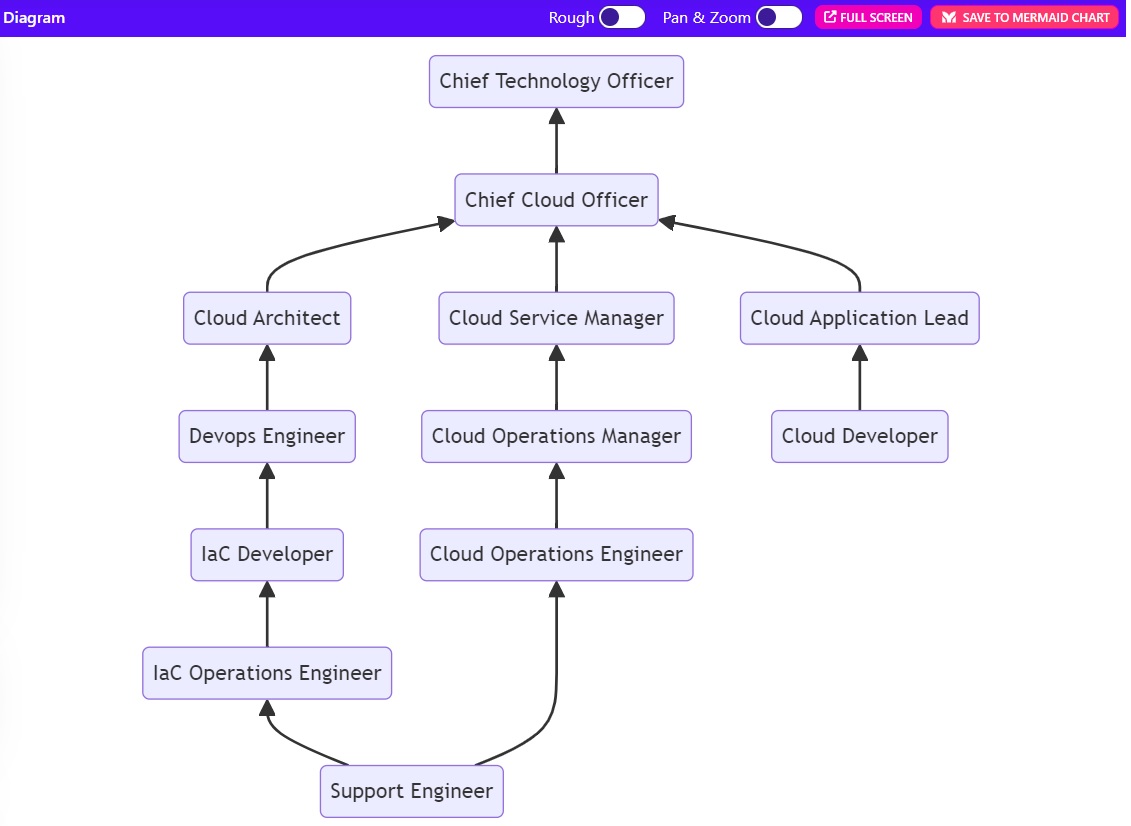 Diagram
Rough
Pan & Zoom
FULL SCREEN
SAVE TO MERMAID CHART
Chief Technology Officer
Chief Cloud Officer
Cloud Architect
Cloud Service Manager
Cloud Application Lead
Devops Engineer
Cloud Operations Manager
Cloud Developer
IaC Developer
Cloud Operations Engineer
IaC Operations Engineer
Support Engineer